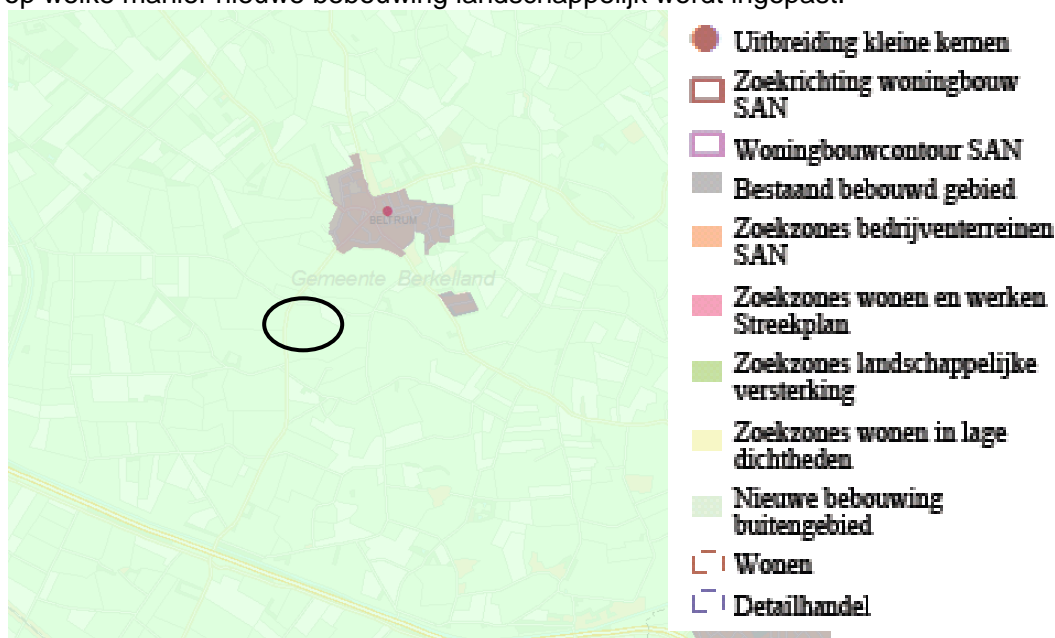 op welke manier nieuwe bebouwing landschappelijk wordt ingepast.
BELTRUM
Gemeente Berkelland
Uitbreiding kleine kernen
Zoekrichting woningbouw
SAN
Woningbouwcontour SAN
Bestaand bebouwd gebied
Zoekzones bedrijventerreinen
SAN
Zoekzones wonen en werken
Streekplan
Zoekzones landschappelijke
versterking
Zoekzones wonen in lage
dichtheden
Nieuwe bebouwing
buitengebied
Wonen
Detailhandel